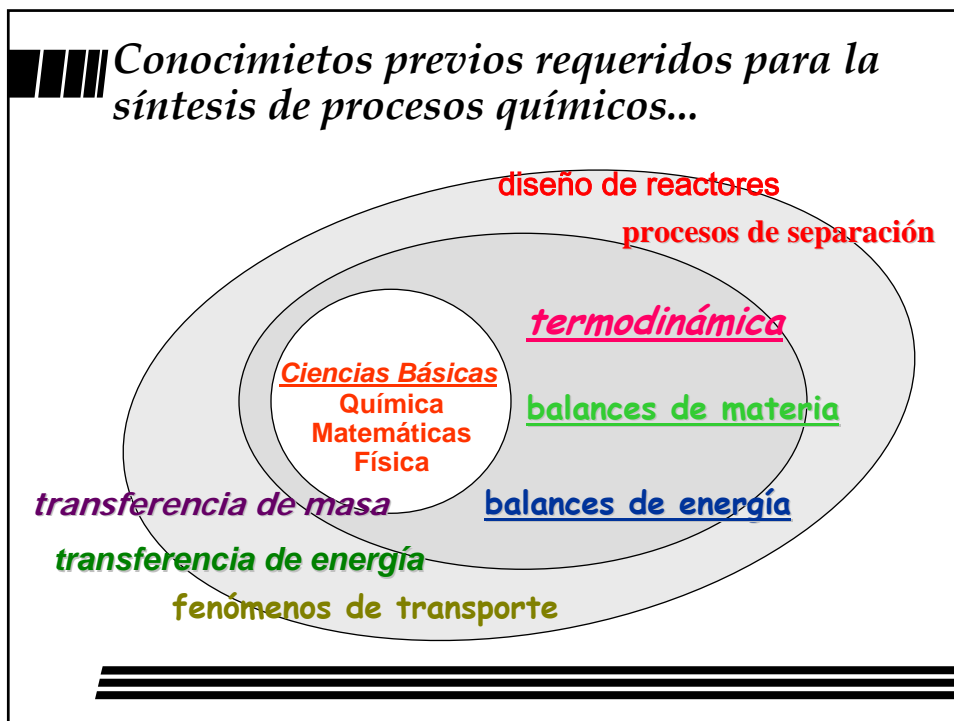 Conocimietos previos requeridos para la
síntesis de procesos químicos...
diseño de reactores
procesos de separación
termodinámica
Ciencias Básicas
Química
Matemáticas
Física
balances de materia
transferencia de masa
balances de energía
transferencia de energía
fenómenos de transporte